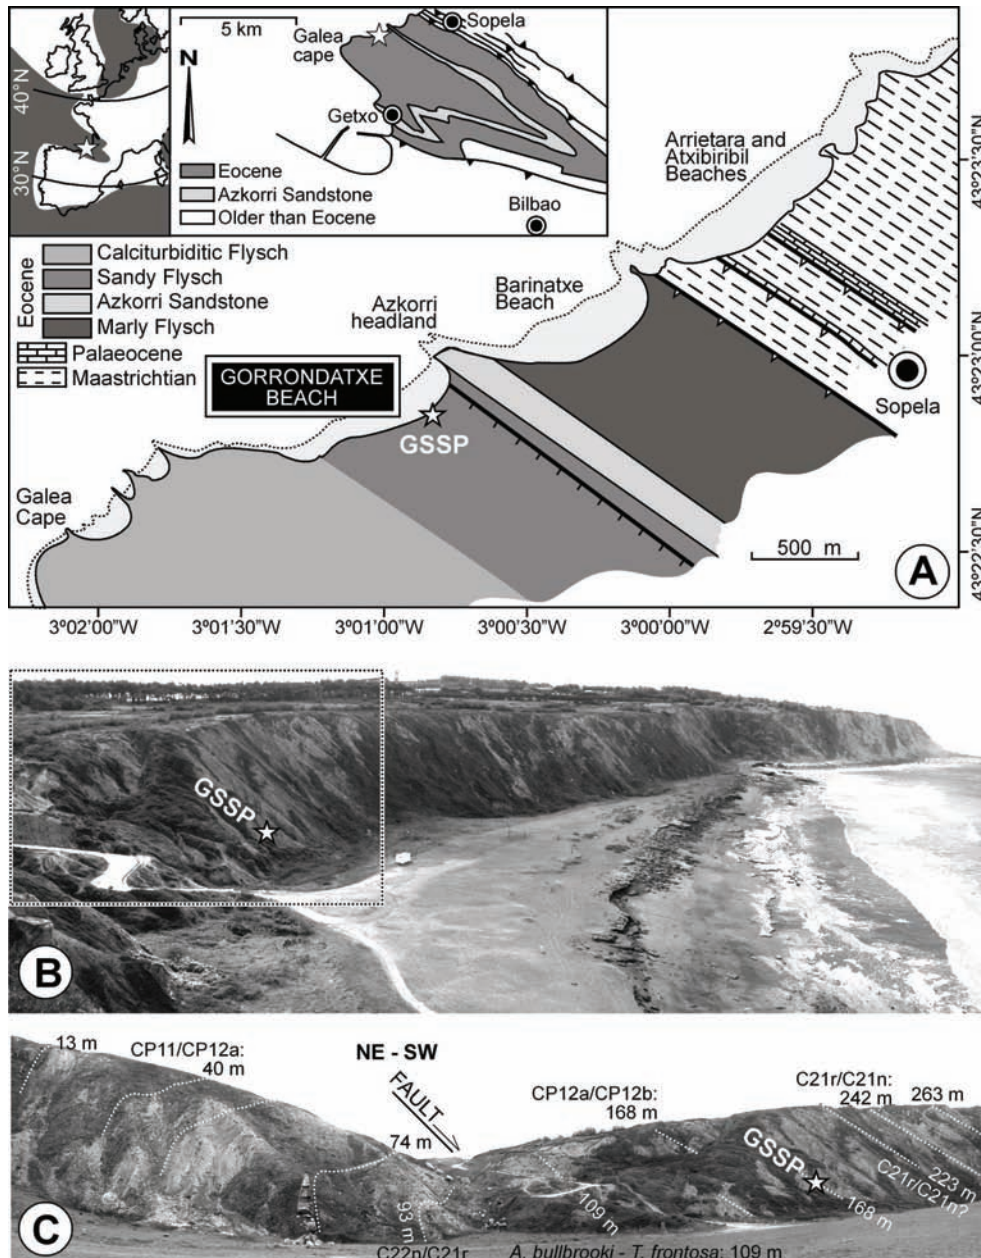 5 km
Sopela
Galea
cape
N
40°N
Getxo
30°N
Eocene
Azkorri Sandstone
Older than Eocene
Bilbao
Arrietara and
Atxibiribil
Beaches
43°23'30"N
Eocene
Calciturbiditic Flysch
Sandy Flysch
Azkorri Sandstone
Marly Flysch
Palaeocene
Maastrichtian
Barinatxe
Beach
Azkorri
headland
43°23'00"N
GORRONDATXE
BEACH
Sopela
GSSP
Galea
Cape
500 m
A
43°22'30"N
3°02'00"W
3°01'30"W
3°01'00"W
3°00'30"W
3°00'00"W
2°59'30"W
GSSP
B
13 m
CP11/CP12a:
40 m
NE - SW
FAULT
74 m
CP12a/CP12b:
168 m
C21r/C21n:
242 m
263 m
GSSP
223 m
C21r/C21n?
168 m
109 m
93 m
C22n/C21r
A. bullbrooki - T. frontosa: 109 m
C